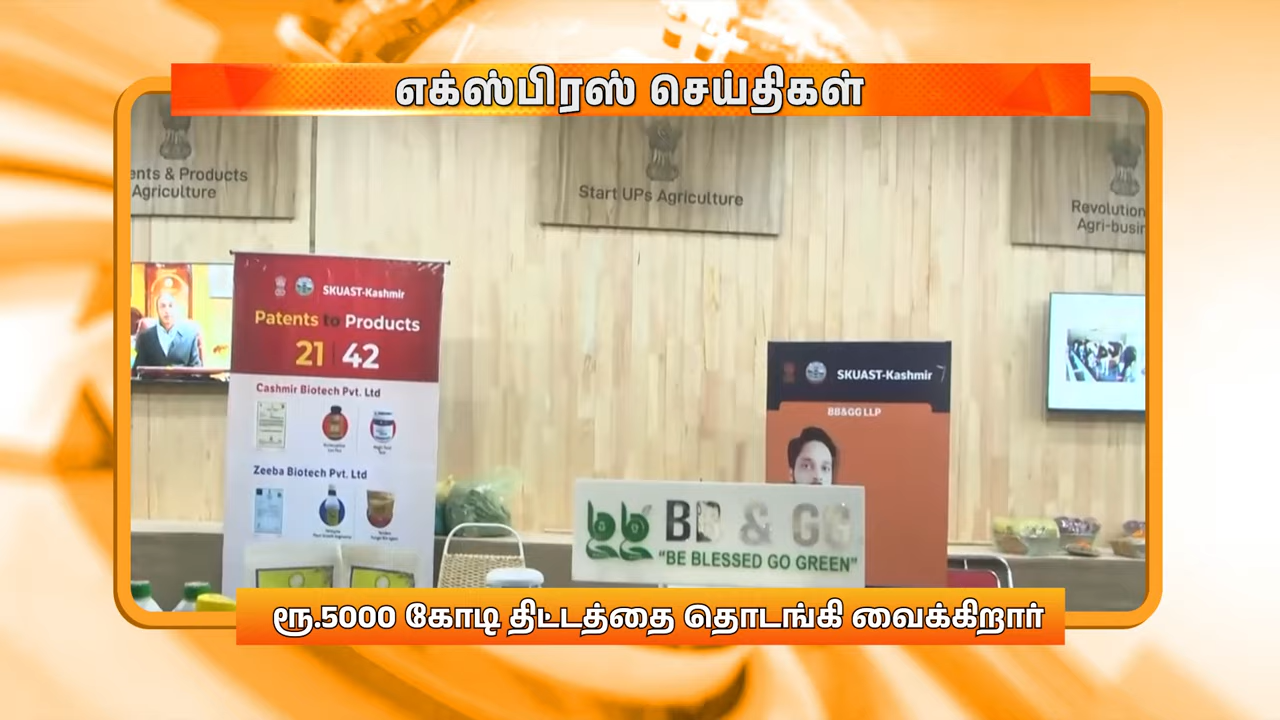 எக்ஸ்பிரஸ் செய்திகள்
ents & Products
Agriculture
Start UPs Agriculture
Revolution
Agri-busin
SKUAST-Kashmir
Patents to Products
21 42
Cashmir Biotech Pvt. Ltd
Zeeba Biotech Pvt. Ltd
SKUAST-Kashmir
BB&GG LLP
BB & GG
"BE BLESSED GO GREEN"
ரூ.5000 கோடி திட்டத்தை தொடங்கி வைக்கிறார்